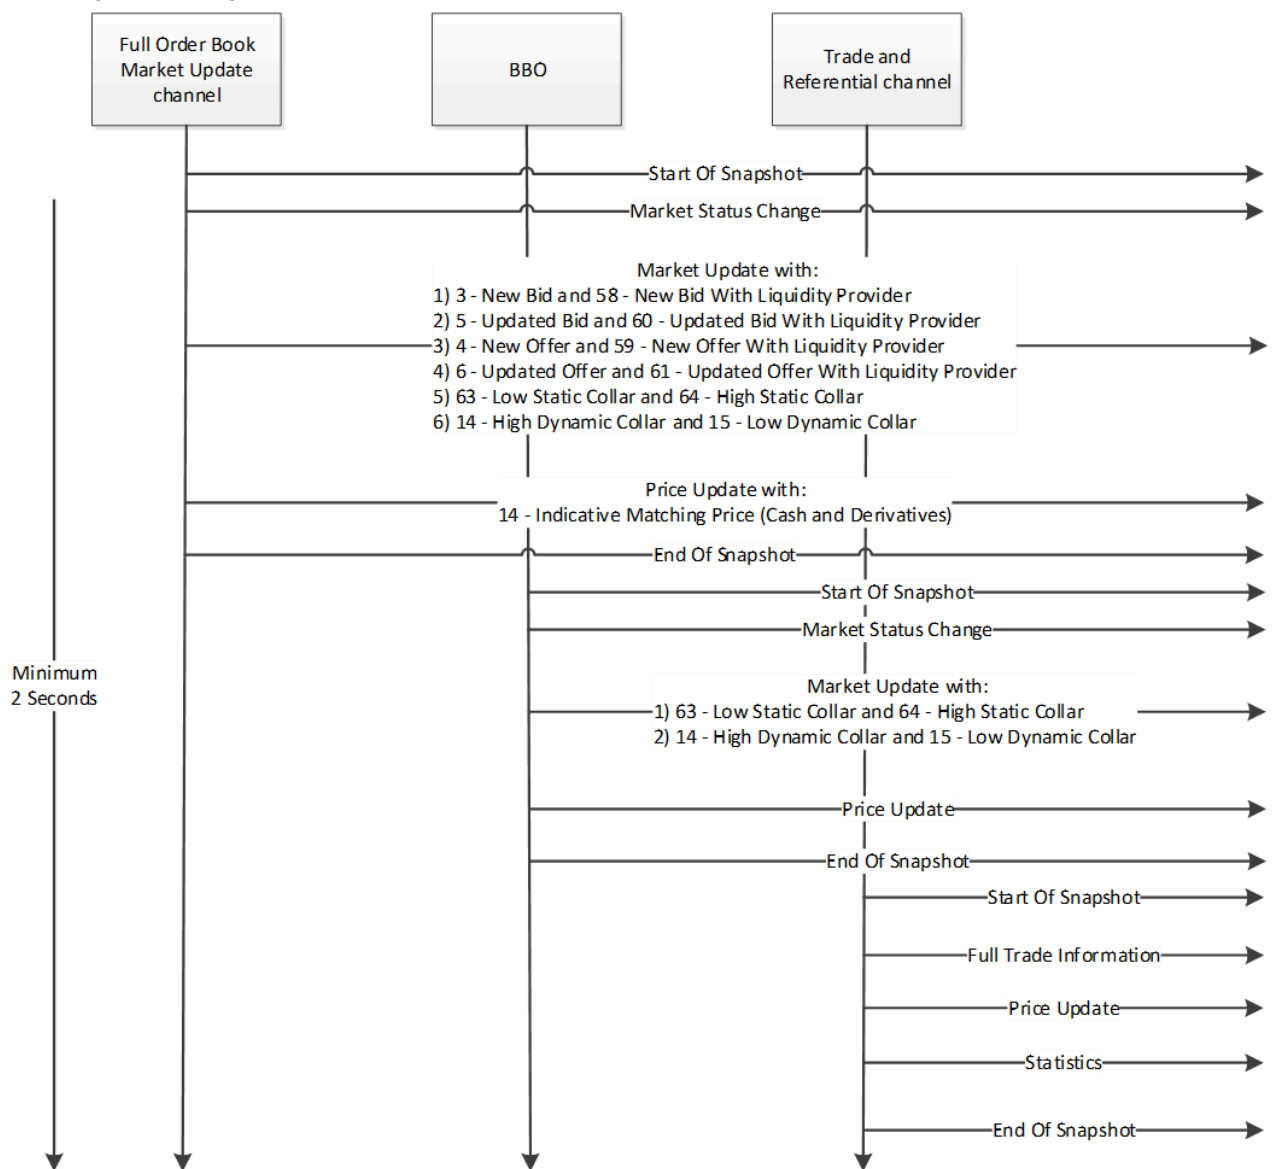 Full Order Book
Market Update
channel
BBO
Trade and
Referential channel
Start Of Snapshot
Market Status Change
Market Update with:
1) 3 - New Bid and 58 - New Bid With Liquidity Provider
2) 5 - Updated Bid and 60 - Updated Bid With Liquidity Provider
3) 4 - New Offer and 59 - New Offer With Liquidity Provider
4) 6 - Updated Offer and 61 - Updated Offer With Liquidity Provider
5) 63 - Low Static Collar and 64 - High Static Collar
6) 14 - High Dynamic Collar and 15 - Low Dynamic Collar
Price Update with:
14 - Indicative Matching Price (Cash and Derivatives)
End Of Snapshot
Start Of Snapshot
Market Status Change
Minimum
2 Seconds
Market Update with:
1) 63 - Low Static Collar and 64 - High Static Collar
2) 14 - High Dynamic Collar and 15 - Low Dynamic Collar
Price Update
End Of Snapshot
Start Of Snapshot
Full Trade Information
Price Update
Statistics
End Of Snapshot